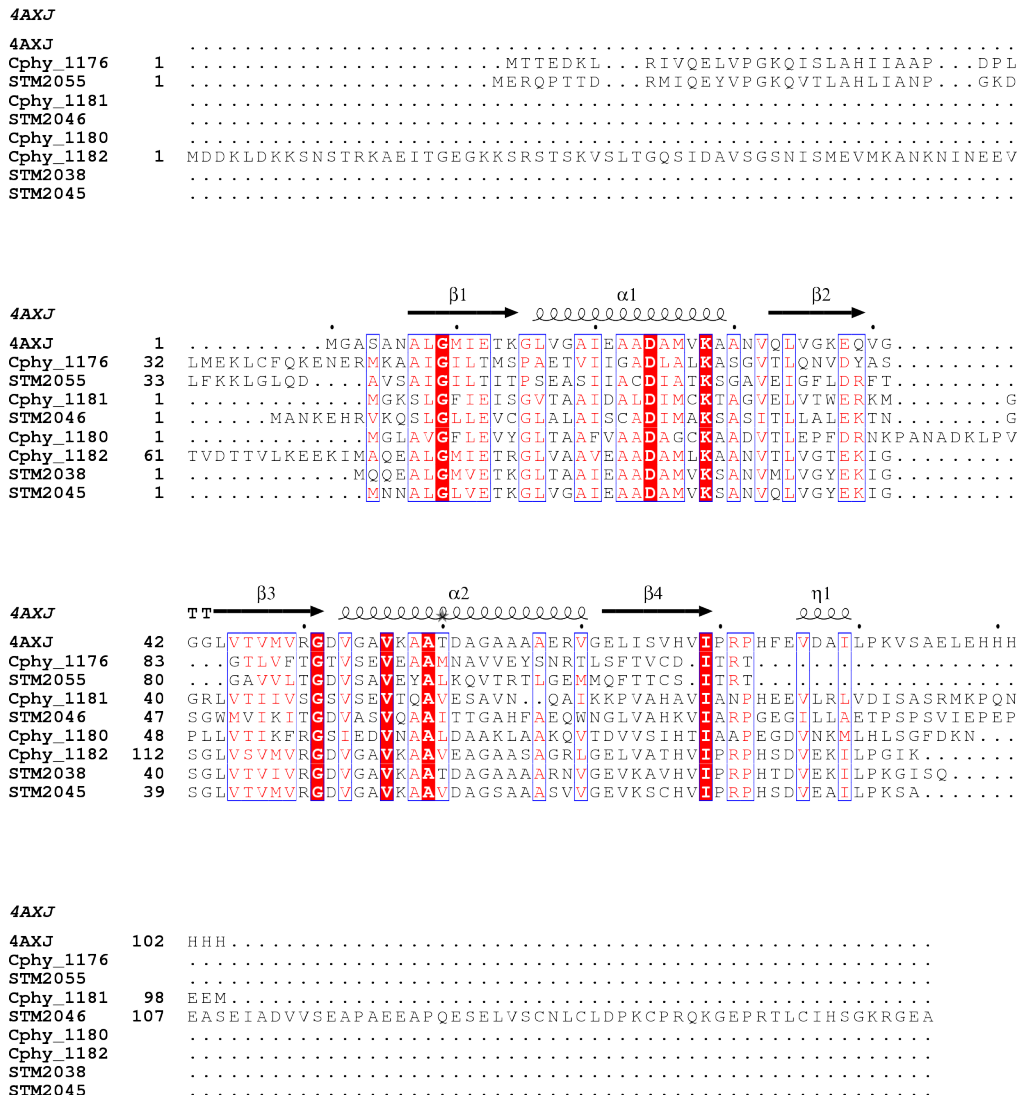 4AXJ
4AXJ ............................................................
Cphy_1176 1 .......................MTTEDKL...RIVQELVPGKQISLAHIIAAP...DPL
STM2055 1 ......................MERQPTTD...RMIQEYVPGKQVTLAHLIANP...GKD
Cphy_1181 ............................................................
STM2046 ............................................................
Cphy_1180 ............................................................
Cphy_1182 1 MDDKLDKKSNSTRKAEITGEGKKSRSTSKVSLTGQSIDAVSGSNISMEVMKANKNINEEV
STM2038 ............................................................
STM2045 ............................................................
β1 α1 β2
4AXJ
4AXJ 1 ..........MGASANALGMIETKGLVGAIEAADAMVKAANVQLVGKEQVG.........
Cphy_1176 32 LMEKLCFQKENERMKAAIGILTMSPAETVIIGADLALKASGVTLQNVDYAS.........
STM2055 33 LFKKLGLQD....AVSAIGILTITPSEASIIACDIATKSGAVEIGFLDRFT.........
Cphy_1181 1 .............MGKSLGFIEISGVTAAIDALDIMCKTAGVELVTWERKM........G
STM2046 1 ......MANKEHRVKQSLGLLEVCGLALAISCADIMAKSASITLLALEKTN........G
Cphy_1180 1 .............MGLAVGFLEVYGLTAAFVAADAGCKAADVTLEPFDRNKPANADKLPV
Cphy_1182 61 TVDTTVLKEEKIMAQEALGMIETRGLVAAVEAADAMLKAANVTLVGTEKIG.........
STM2038 1 ............MQQEALGMVETKGLTAAIEAADAMVKSANVMLVGYEKIG.........
STM2045 1 .............MNNALGLVETKGLVGAIEAADAMVKSANVQLVGYEKIG.........
β3 α2 β4 η1
4AXJ TT
4AXJ 42 GGLVTVMVRGDVGAVKAATDAGAAAAERVGELISVHVIPRPHFEVDAILPKVSAELEHHH
Cphy_1176 83 ...GTLVFTGTVSEVEAAMNAVVEYSNRTLSFTVCD.ITRT...................
STM2055 80 ...GAVVLTGDVSAVEYALKQVTRTLGEMMQFTTCS.ITRT...................
Cphy_1181 40 GRLVTIIVSGSVSEVTQAVESAVN..QAIKKPVAHAVIANPHEEVLRLVDISASRMKPQN
STM2046 47 SGWMVIKITGDVASVQAAITTGAHFAEQWNGLVAHKVIARPGEGILLAETPSPSVIEPEP
Cphy_1180 48 PLLVTIKFRGSIEDVNAALDAAKLAAKQVTDVVSIHTIAAPEGDVNKMLHLSGFDKN...
Cphy_1182 112 SGLVSVMVRGDVGAVKAAVEAGAASAGRLGELVATHVIPRPHSDVEKILPGIK.......
STM2038 40 SGLVTVIVRGDVGAVKAATDAGAAAARNVGEVKAVHVIPRPHTDVEKILPKGISQ.....
STM2045 39 SGLVTVMVRGDVGAVKAAVDAGSAAASVVGEVKSCHVIPRPHSDVEAILPKSA.......
4AXJ
4AXJ 102 HHH...................................................
Cphy_1176 ......................................................
STM2055 ......................................................
Cphy_1181 98 EEM...................................................
STM2046 107 EASEIADVVSEAPAEEAPQESELVSCNLCLDPKCPRQKGEPRTLCIHSGKRGEA
Cphy_1180 ......................................................
Cphy_1182 ......................................................
STM2038 ......................................................
STM2045 ......................................................